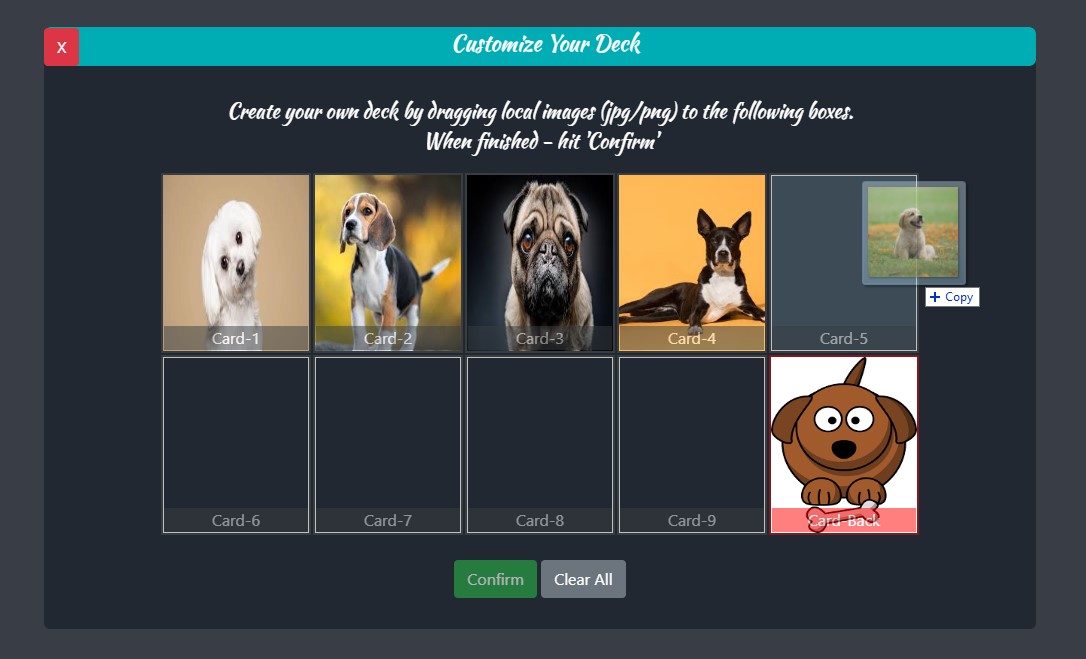 X
Customize Your Deck
Create your own deck by dragging local images (jpg/png) to the following boxes.
When finished - hit 'Confirm'
Card-1
Card-2
Card-3
Card-4
Card-5
+ Copy
Card-6
Card-7
Card-8
Card-9
Card-Back
Confirm
Clear All